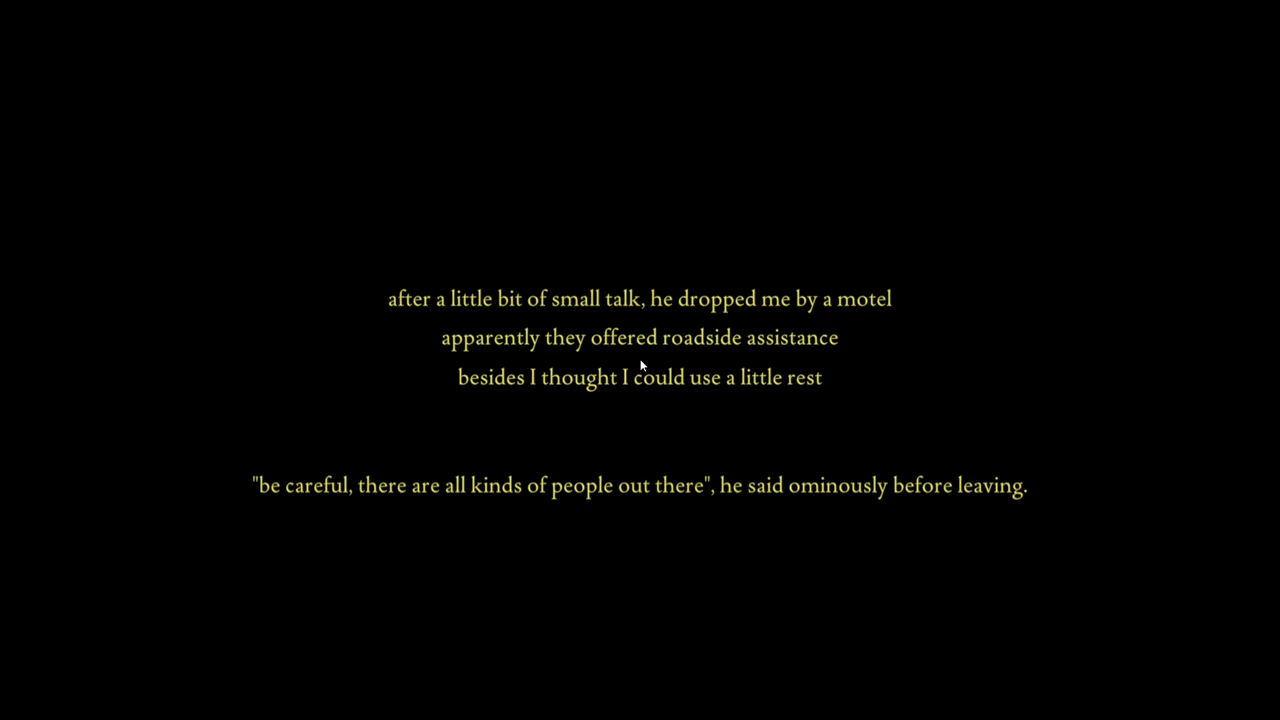 after a little bit of small talk, he dropped me by a motel
apparently they offered roadside assistance
besides I thought I could use a little rest
"be careful, there are all kinds of people out there", he said ominously before leaving.